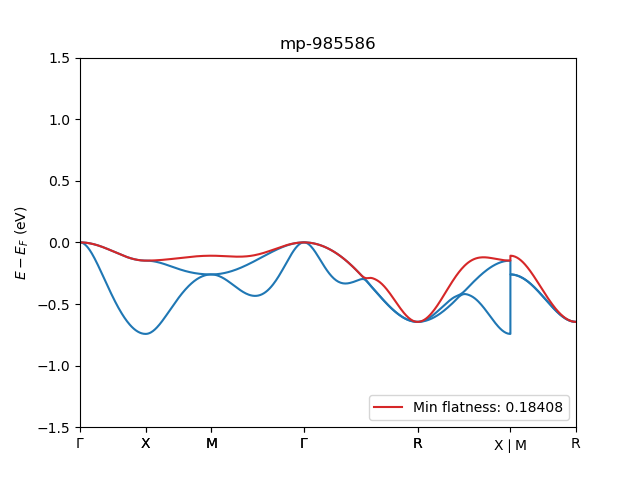 mp-985586
1.5
1.0
0.5
0.0
−0.5
−1.0
−1.5
E − E_F (eV)
Min flatness: 0.18408
Γ X M Γ R X | M R